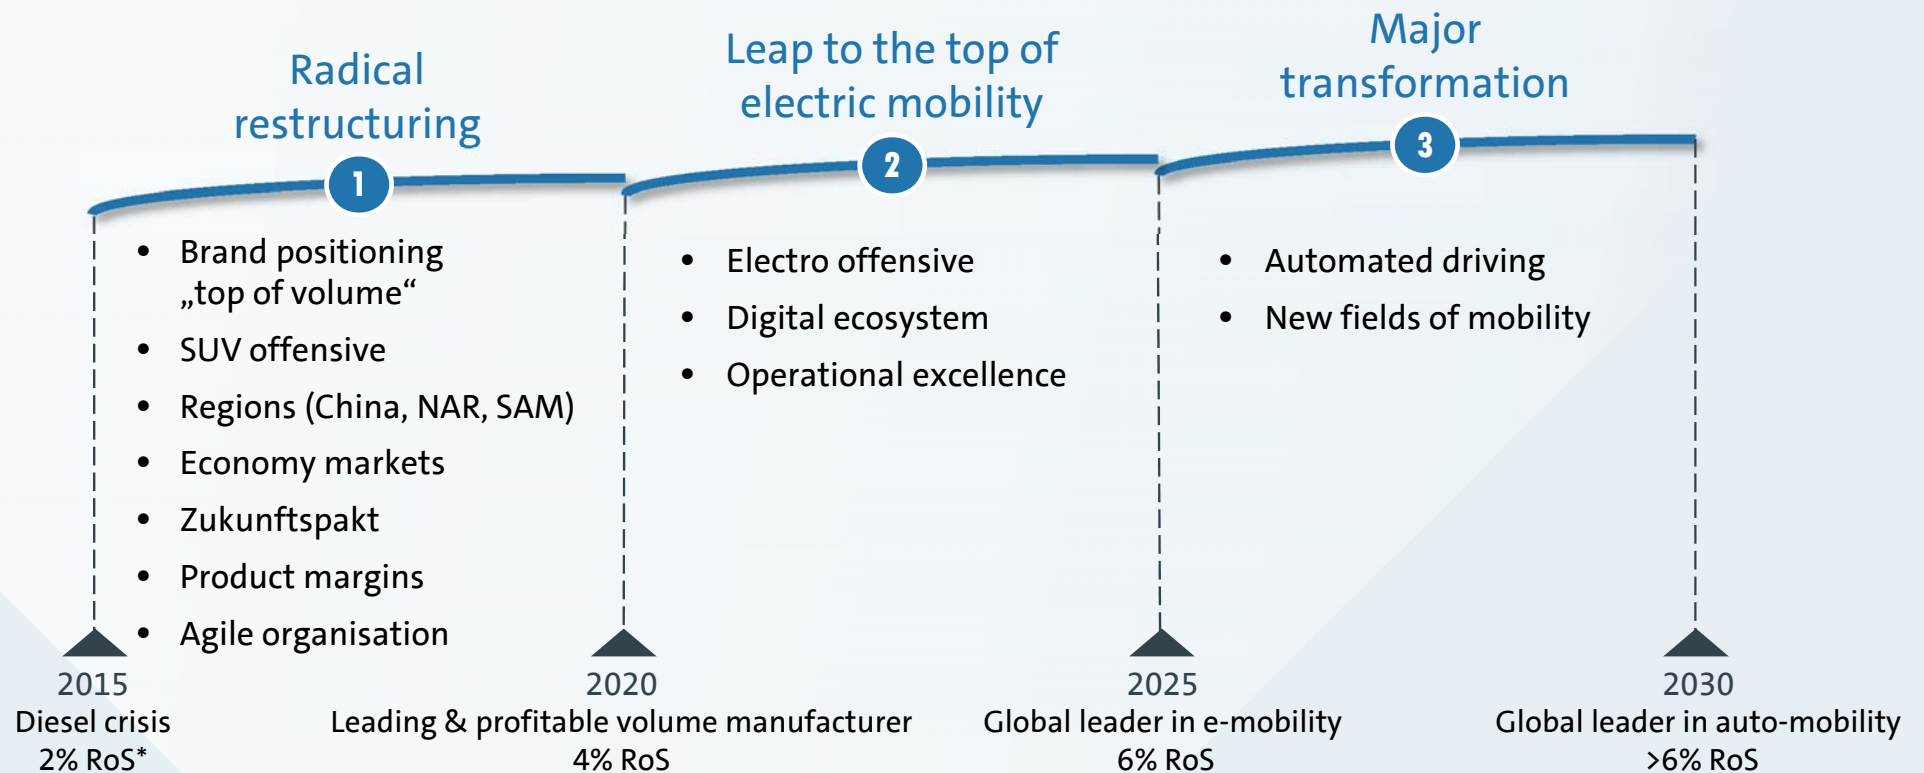 Radical
restructuring
1
Brand positioning
„top of volume“
SUV offensive
Regions (China, NAR, SAM)
Economy markets
Zukunftspakt
Product margins
Agile organisation
Leap to the top of
electric mobility
2
Electro offensive
Digital ecosystem
Operational excellence
Major
transformation
3
Automated driving
New fields of mobility
2015
Diesel crisis
2% RoS*
2020
Leading & profitable volume manufacturer
4% RoS
2025
Global leader in e-mobility
6% RoS
2030
Global leader in auto-mobility
>6% RoS